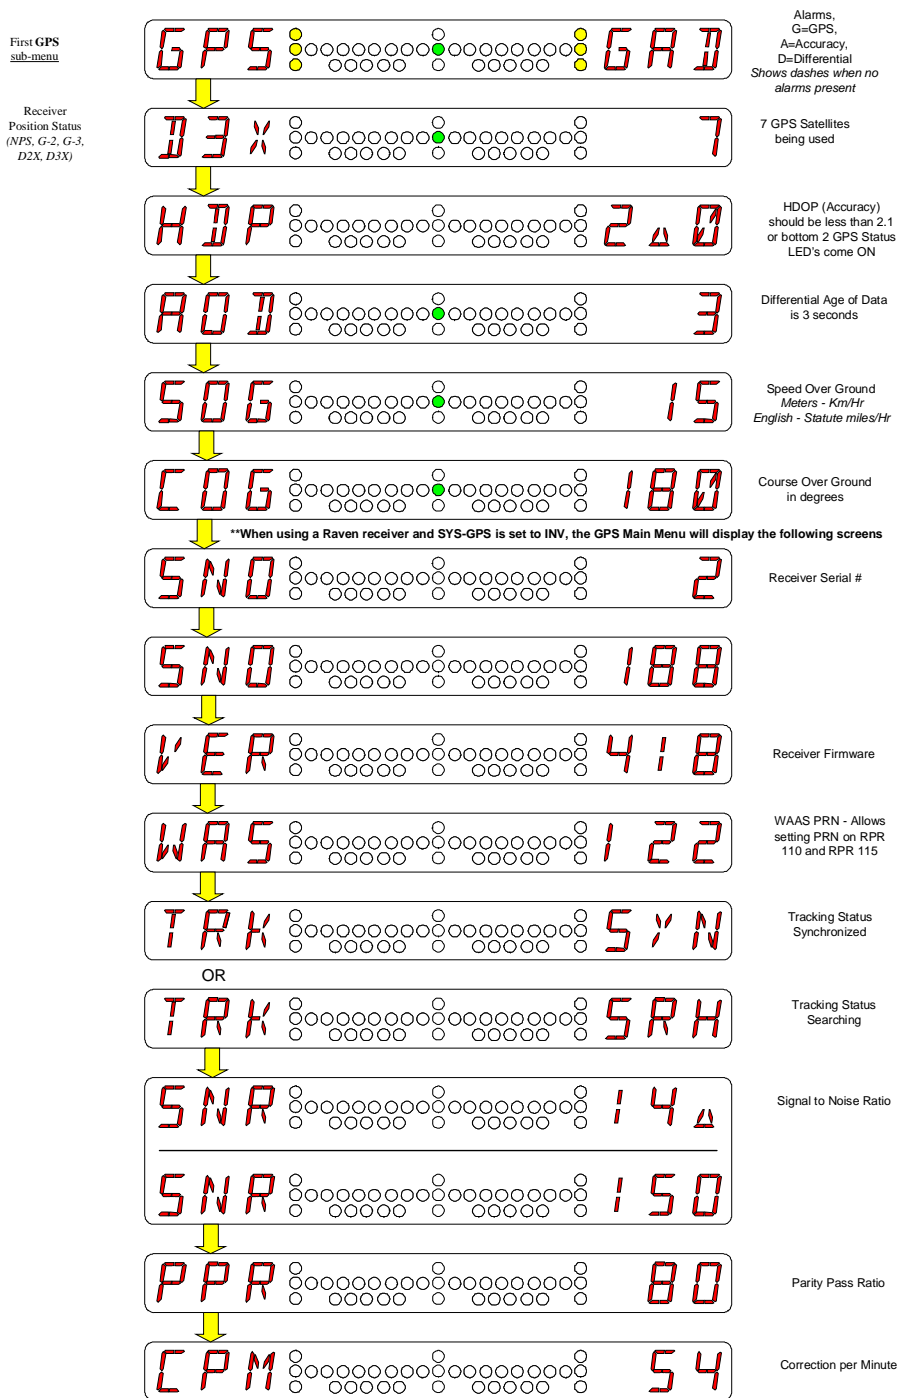 First GPS
sub-menu
GPS
GAD
Alarms,
G=GPS,
A=Accuracy,
D=Differential
Shows dashes when no
alarms present
Receiver
Position Status
(NPS, G-2, G-3,
D2X, D3X)
D3X
7
7 GPS Satellites
being used
HDP
2.0
HDOP (Accuracy)
should be less than 2.1
or bottom 2 GPS Status
LED's come ON
AOD
3
Differential Age of Data
is 3 seconds
SOG
15
Speed Over Ground
Meters - Km/Hr
English - Statute miles/Hr
COG
180
Course Over Ground
in degrees
**When using a Raven receiver and SYS-GPS is set to INV, the GPS Main Menu will display the following screens
SNO
2
Receiver Serial #
SNO
188
VER
418
Receiver Firmware
WAS
122
WAAS PRN - Allows
setting PRN on RPR
110 and RPR 115
TRK
SYN
Tracking Status
Synchronized
OR
TRK
SRH
Tracking Status
Searching
SNR
14.
Signal to Noise Ratio
SNR
150
PPR
80
Parity Pass Ratio
CPM
54
Correction per Minute